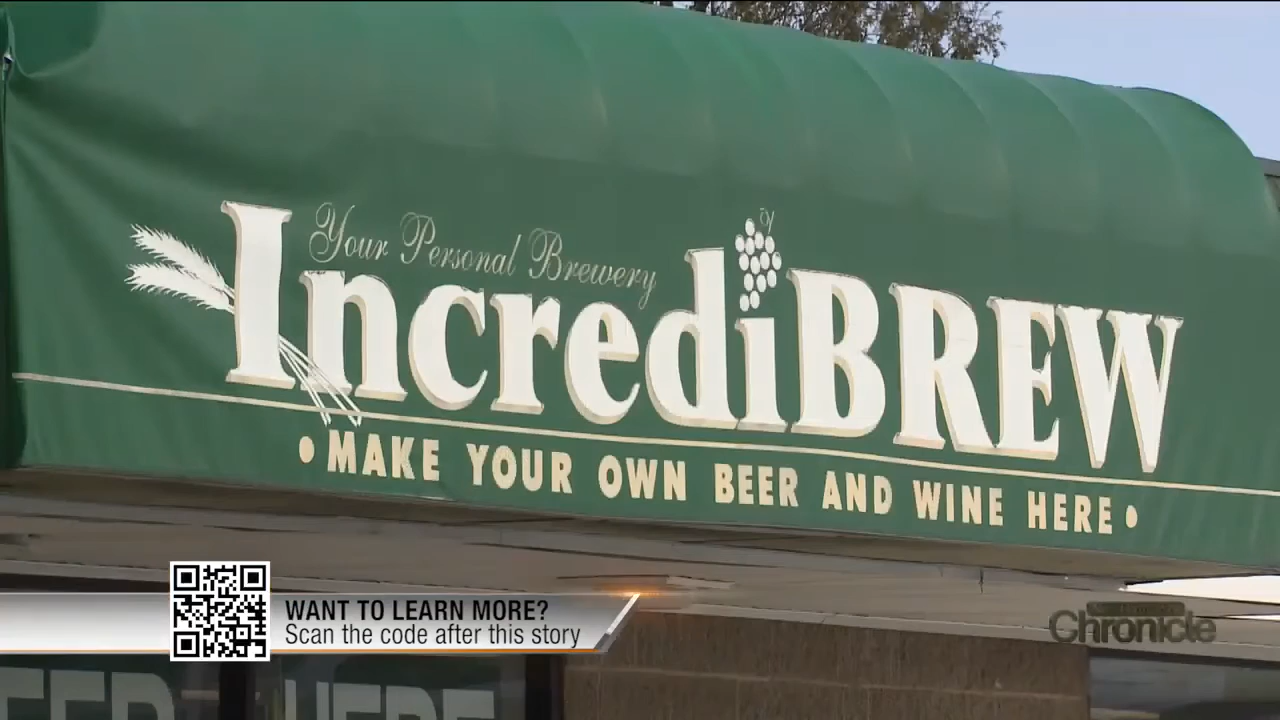 Your Personal Brewery
IncrediBREW
• MAKE YOUR OWN BEER AND WINE HERE •
WANT TO LEARN MORE?
Scan the code after this story
Chronicle
HERE